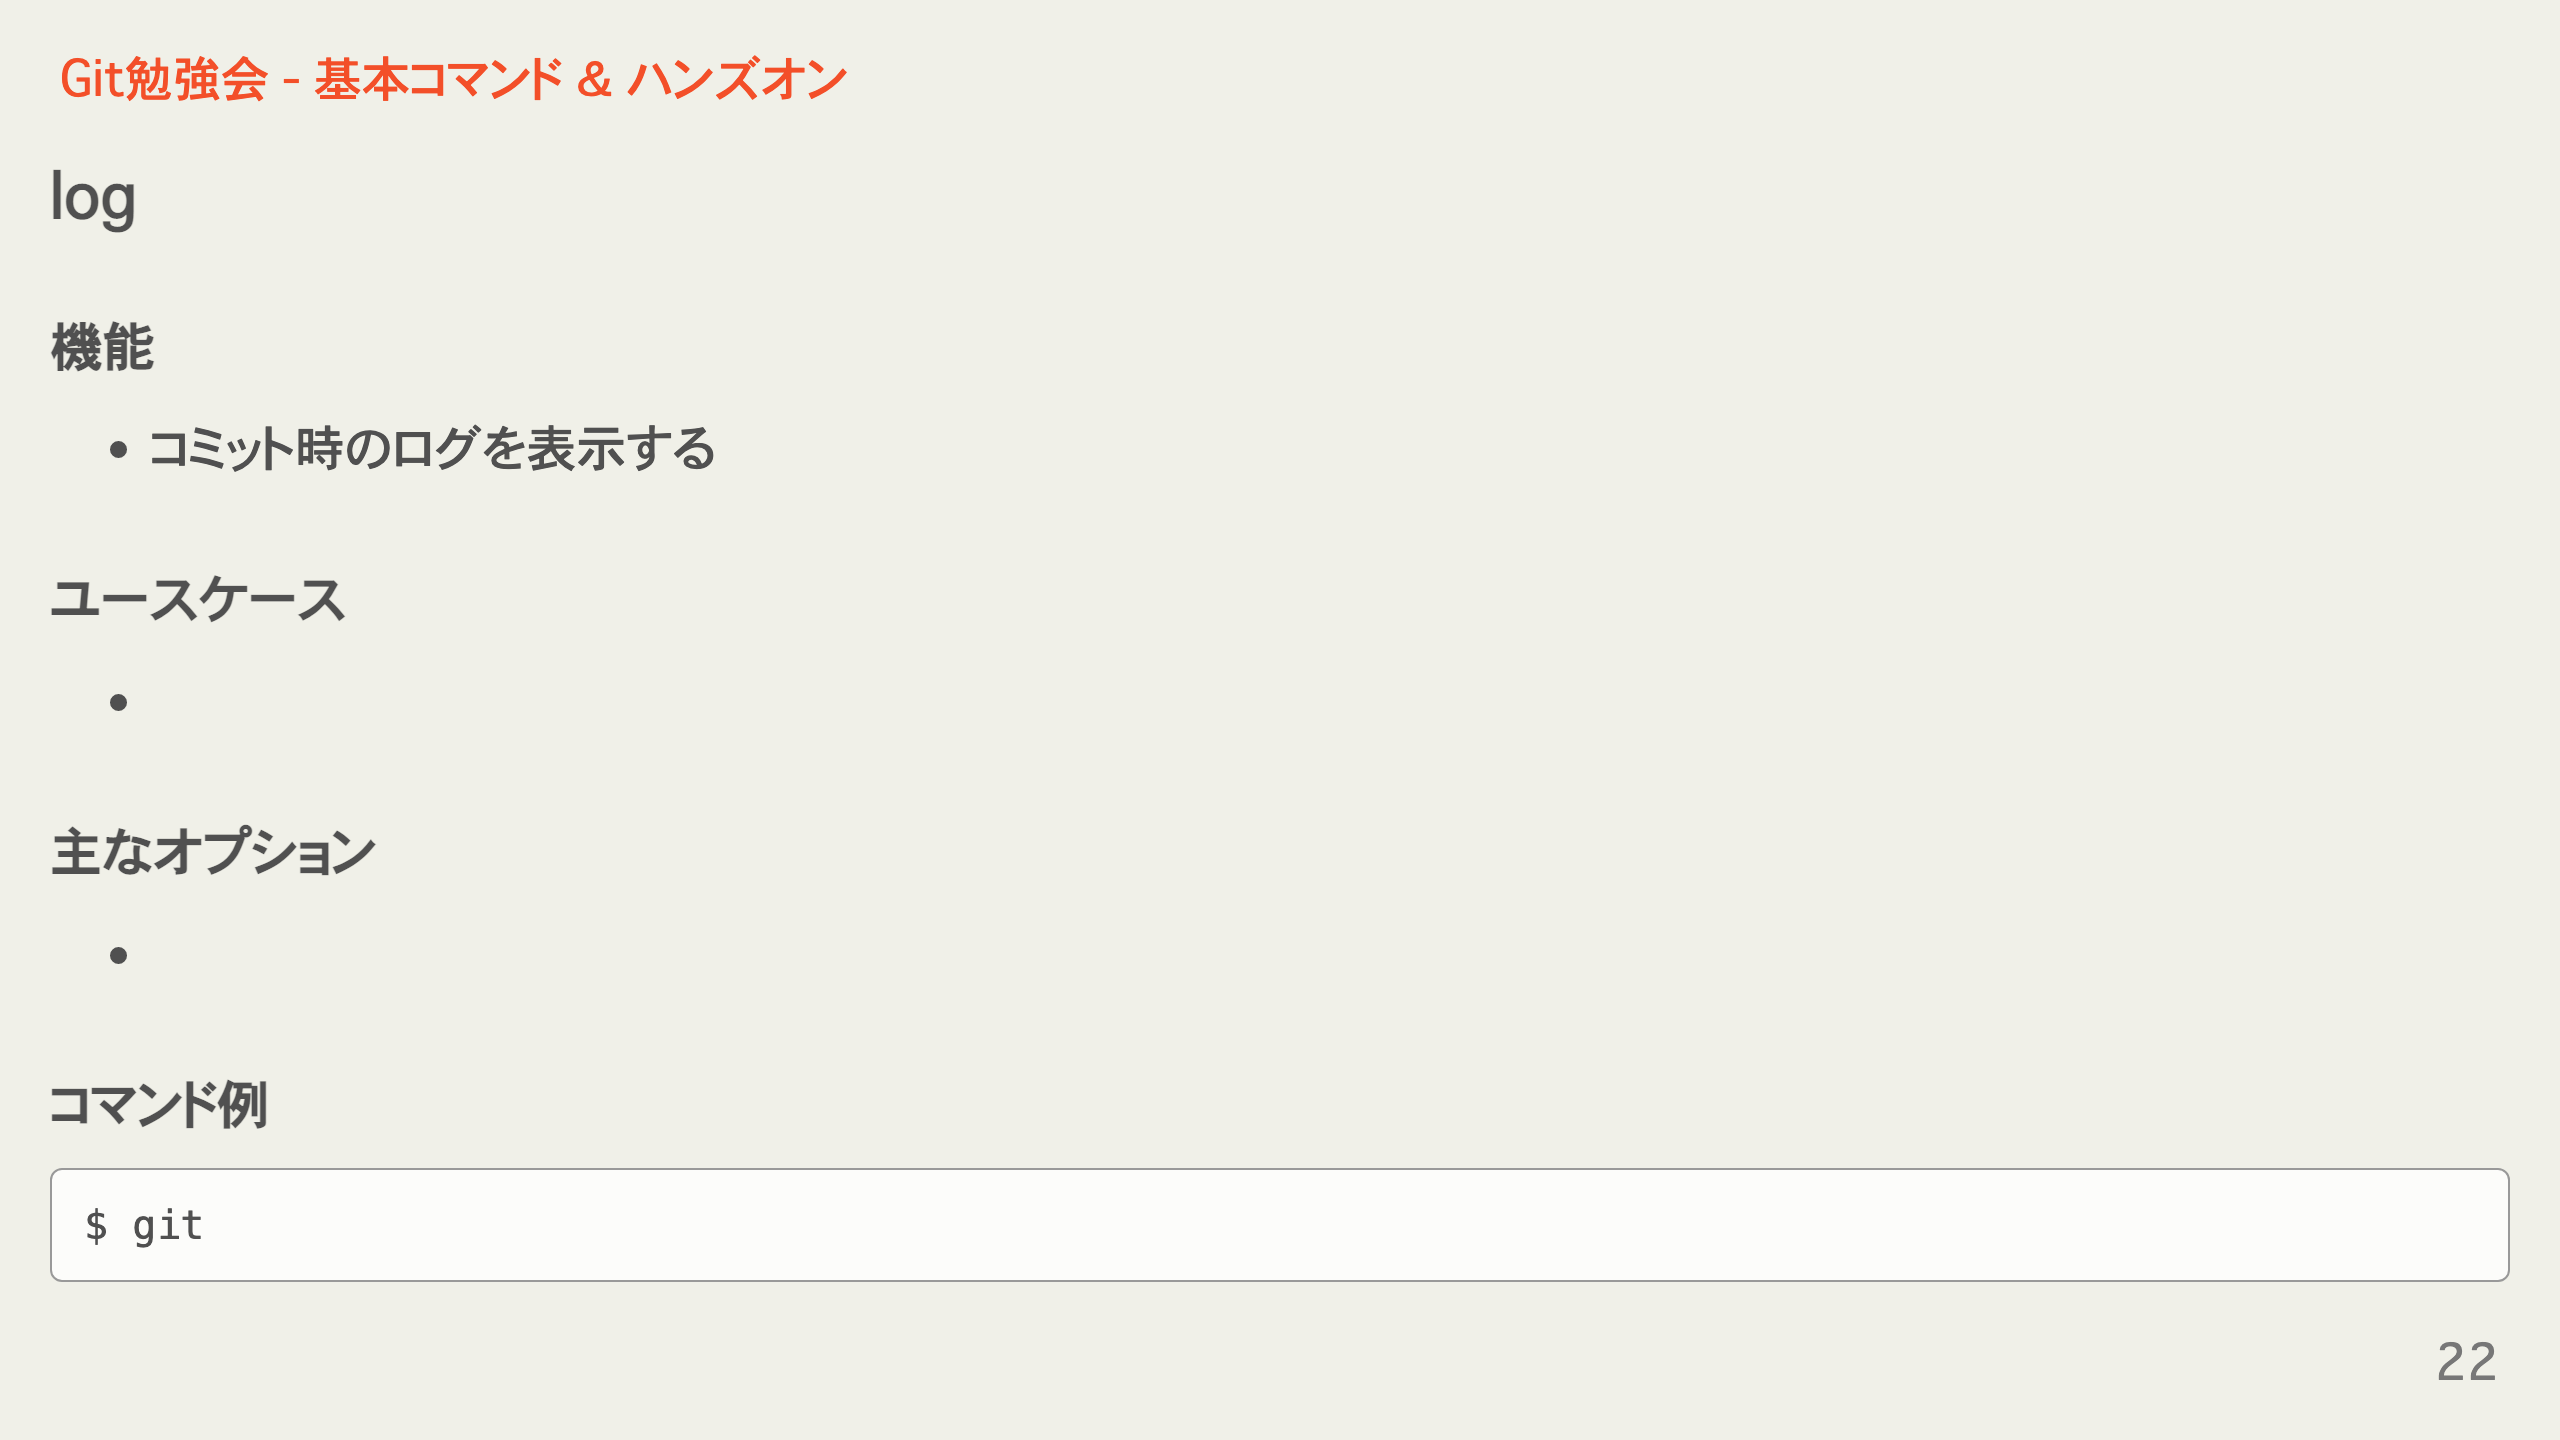 Git勉強会 - 基本コマンド & ハンズオン
log
機能
• コミット時のログを表示する
ユースケース
•
主なオプション
•
コマンド例
$ git
22